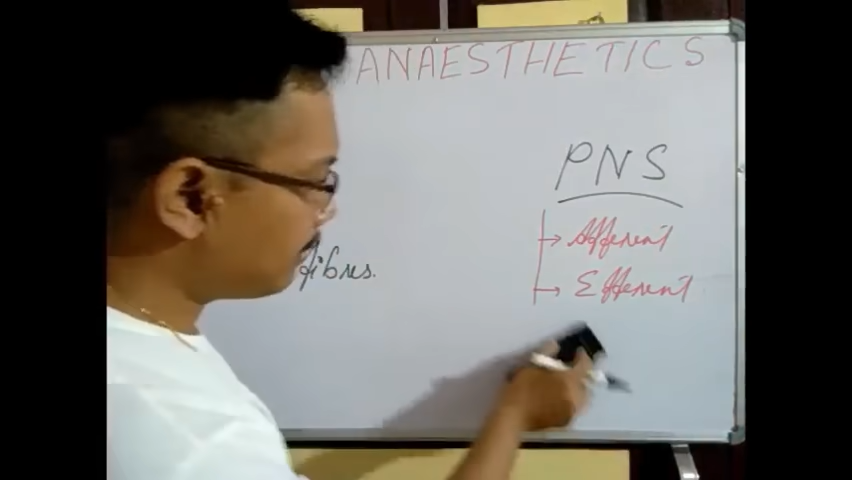 ANAESTHETICS
PNS
→ Afferent
fibres.
→ Efferent